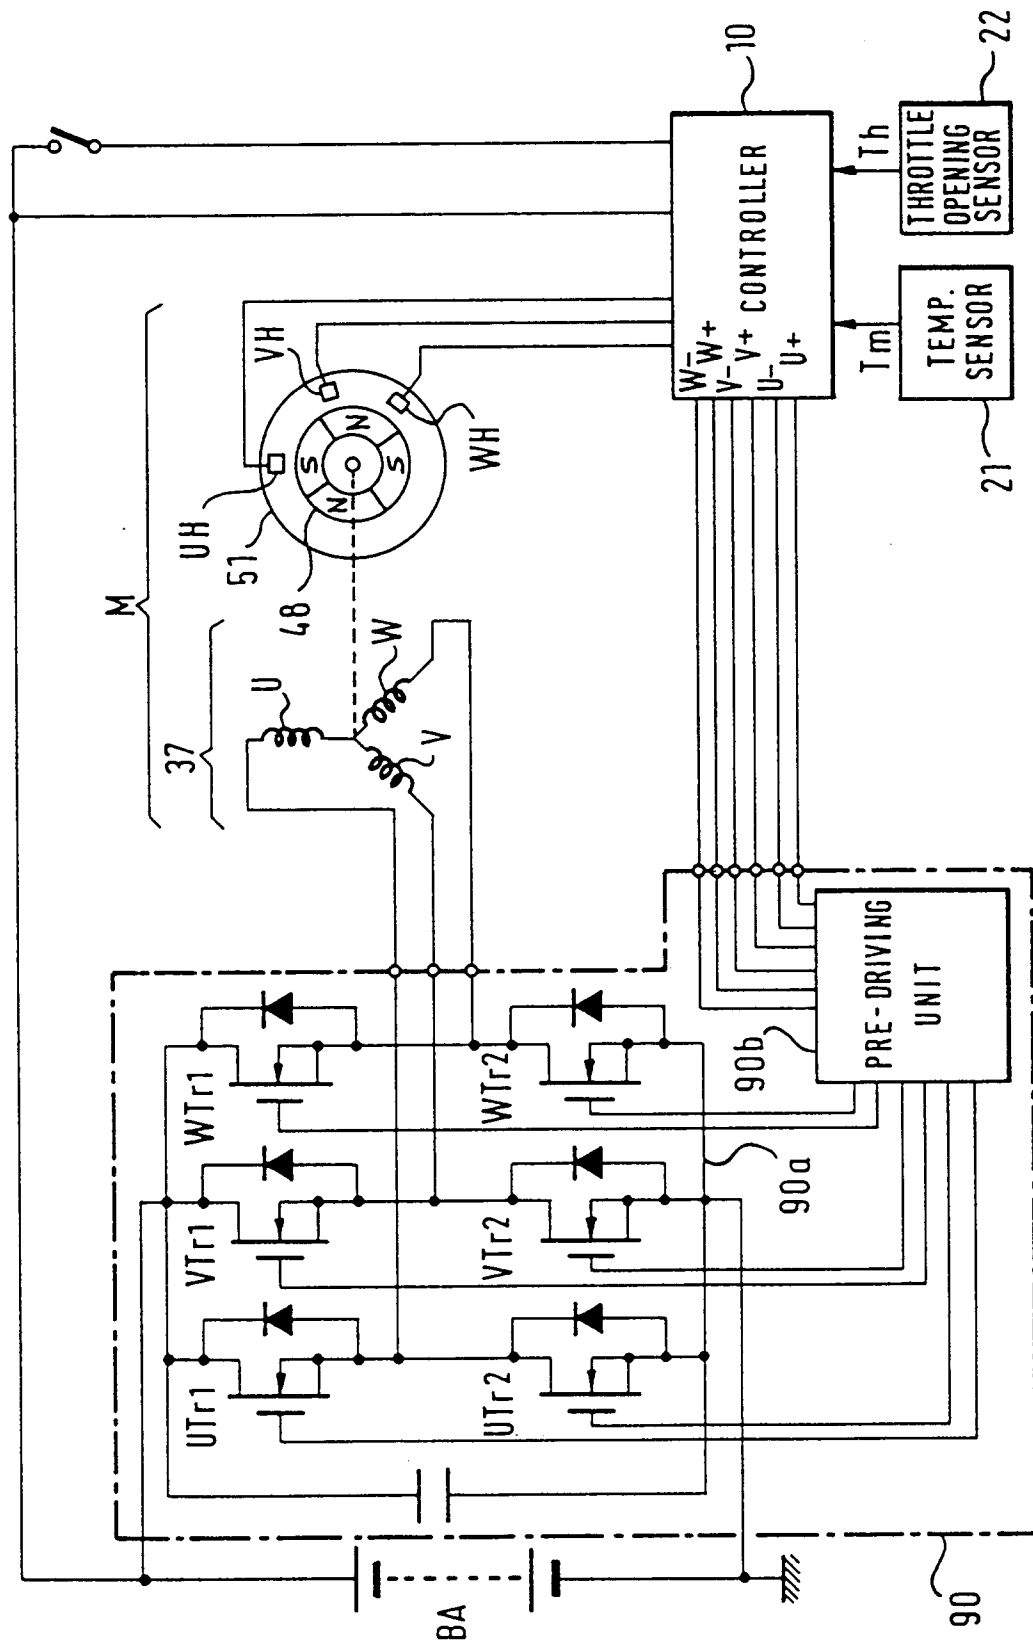 M
37
U
V
W
51
UH
VH
WH
48
N
S
N
S
10
CONTROLLER
W-
W+
V-
V+
U-
U+
Tm
Th
TEMP.
SENSOR
21
THROTTLE
OPENING
SENSOR
22
UTr1
VTr1
WTr1
UTr2
VTr2
WTr2
90a
90b
PRE-DRIVING
UNIT
BA
90